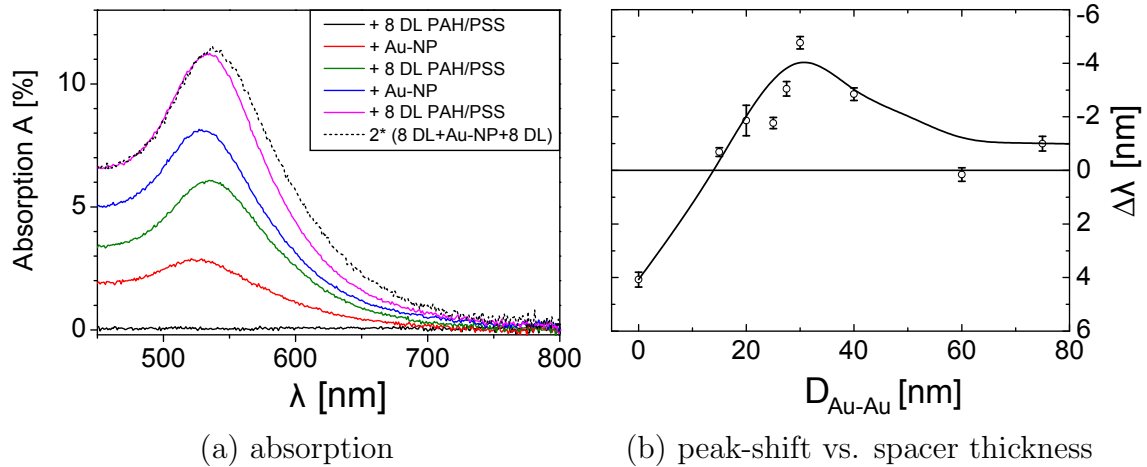 Absorption A [%]
10
5
0
500
600
700
800
λ [nm]
+ 8 DL PAH/PSS
+ Au-NP
+ 8 DL PAH/PSS
+ Au-NP
+ 8 DL PAH/PSS
2* (8 DL+Au-NP+8 DL)
(a) absorption
-6
-4
-2
0
2
4
6
Δλ [nm]
0
20
40
60
80
D_Au-Au [nm]
(b) peak-shift vs. spacer thickness